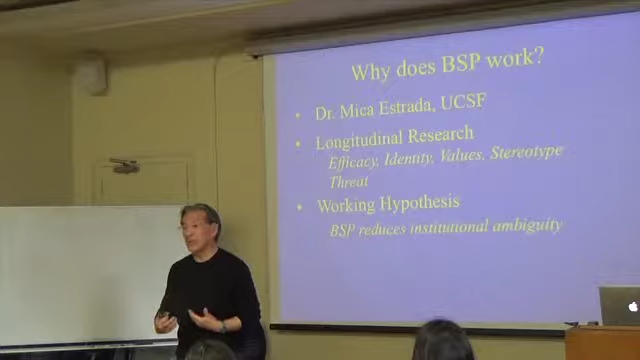 Why does BSP work?
• Dr. Mica Estrada, UCSF
• Longitudinal Research
Efficacy, Identity, Values, Stereotype
Threat
• Working Hypothesis
BSP reduces institutional ambiguity